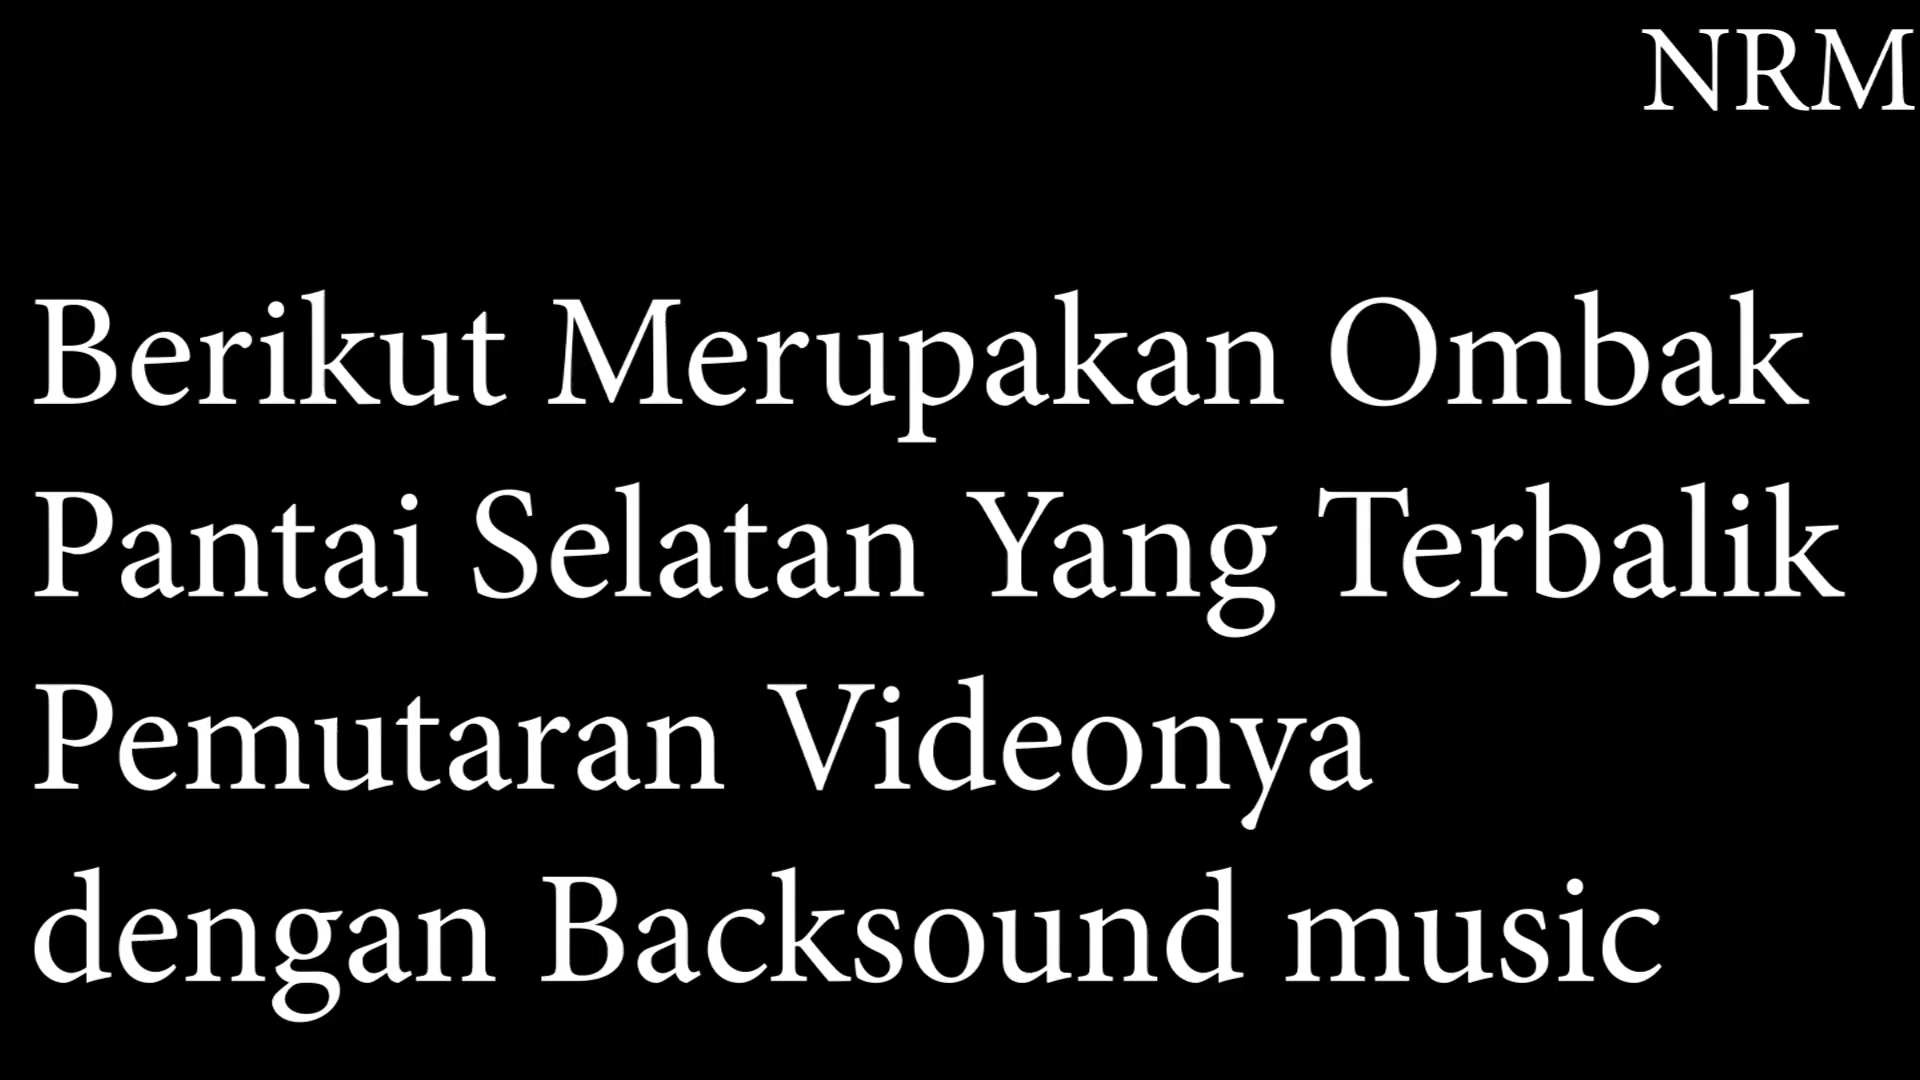 NRM
Berikut Merupakan Ombak
Pantai Selatan Yang Terbalik
Pemutaran Videonya
dengan Backsound music